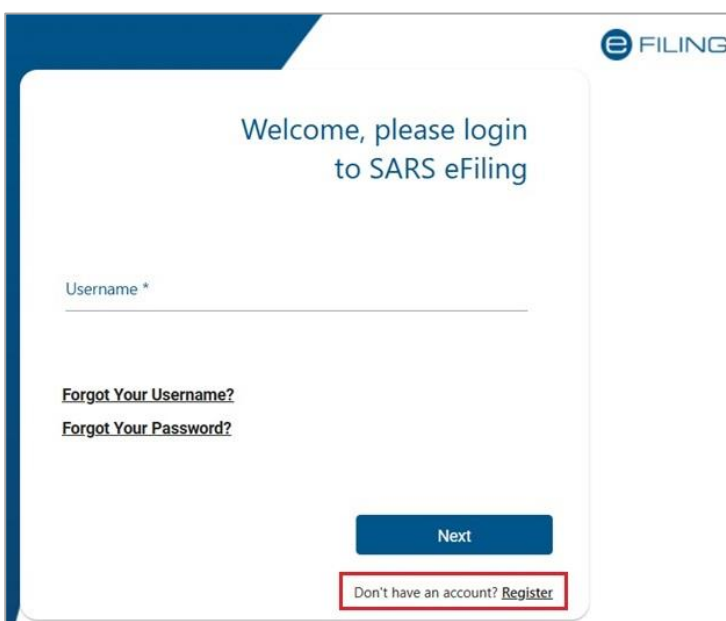 e FILING
Welcome, please login
to SARS eFiling
Username *
Forgot Your Username?
Forgot Your Password?
Next
Don't have an account? Register